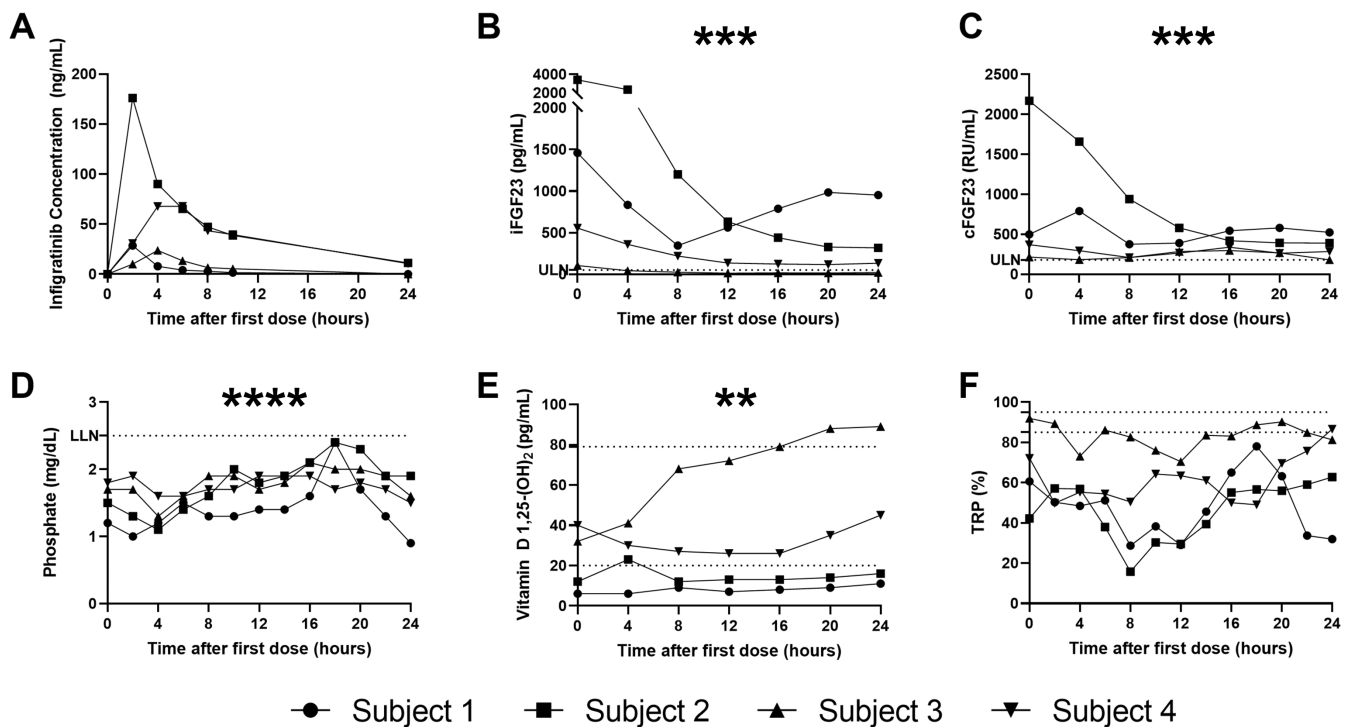 A
Infigratinib Concentration (ng/mL)
200
150
100
50
0
0 4 8 12 16 20 24
Time after first dose (hours)
B
***
iFGF23 (pg/mL)
4000
2000
2000
1500
1000
500
ULN
0
0 4 8 12 16 20 24
Time after first dose (hours)
C
***
cFGF23 (RU/mL)
2500
2000
1500
1000
500
ULN
0
0 4 8 12 16 20 24
Time after first dose (hours)
D
****
Phosphate (mg/dL)
3
LLN
2
1
0
0 2 4 6 8 10 12 14 16 18 20 22 24
Time after first dose (hours)
E
**
Vitamin D 1,25-(OH)2 (pg/mL)
100
80
60
40
20
0
0 4 8 12 16 20 24
Time after first dose (hours)
F
TRP (%)
100
80
60
40
20
0
0 4 8 12 16 20 24
Time after first dose (hours)
Subject 1 Subject 2 Subject 3 Subject 4